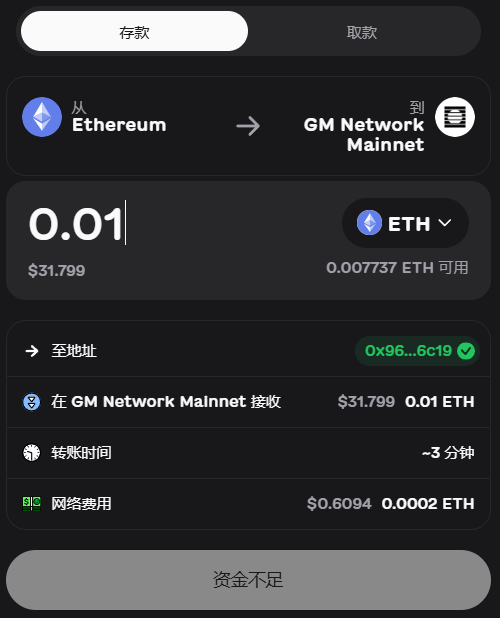 存款
取款
从
Ethereum
到
GM Network
Mainnet
0.01
ETH
$31.799
0.007737 ETH 可用
至地址
0x96...6c19
在 GM Network Mainnet 接收
$31.799 0.01 ETH
转账时间
~3 分钟
网络费用
$0.6094 0.0002 ETH
资金不足